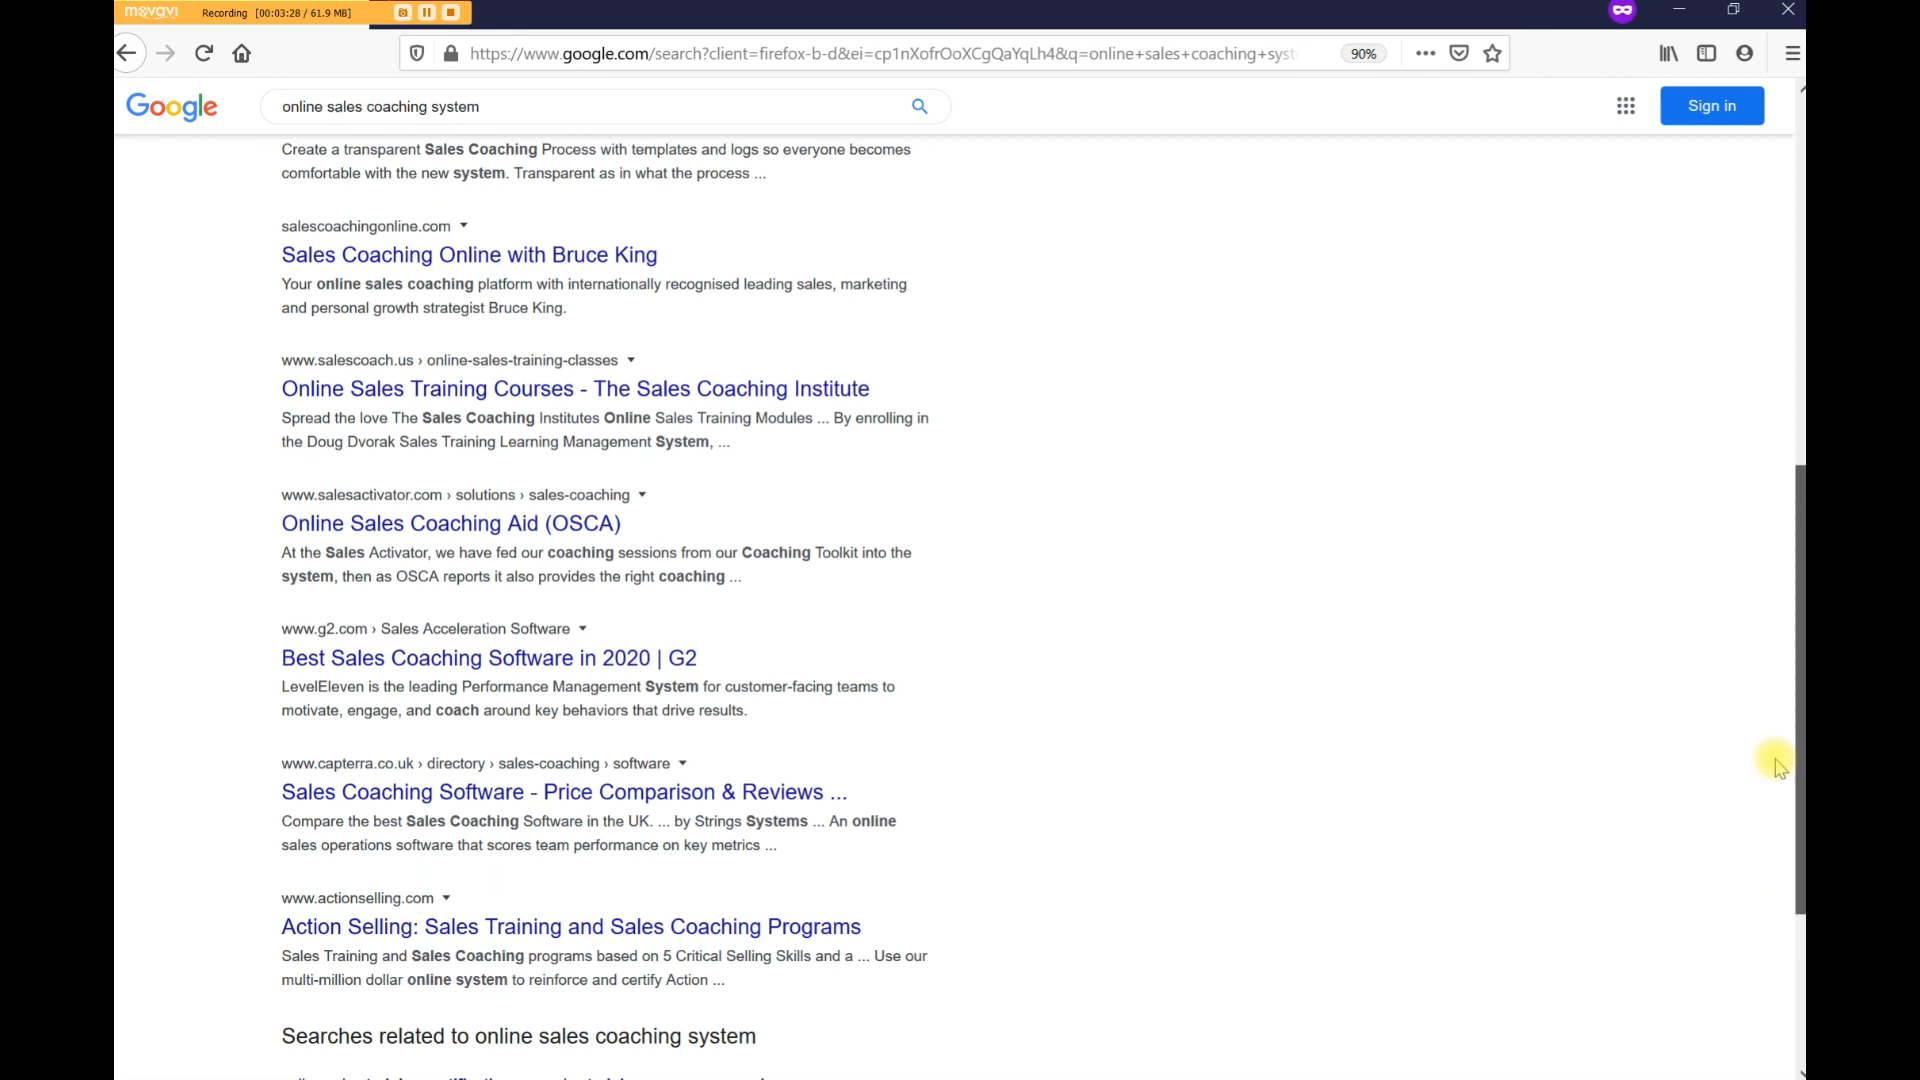 movavi
Recording [00:03:28 / 61.9 MB]
https://www.google.com/search?client=firefox-b-d&ei=cp1nXofrOoXCgQaYqLh4&q=online+sales+coaching+syst
90%
Google
online sales coaching system
Sign in
Create a transparent Sales Coaching Process with templates and logs so everyone becomes
comfortable with the new system. Transparent as in what the process ...
salescoachingonline.com
Sales Coaching Online with Bruce King
Your online sales coaching platform with internationally recognised leading sales, marketing
and personal growth strategist Bruce King.
www.salescoach.us › online-sales-training-classes
Online Sales Training Courses - The Sales Coaching Institute
Spread the love The Sales Coaching Institutes Online Sales Training Modules ... By enrolling in
the Doug Dvorak Sales Training Learning Management System, ...
www.salesactivator.com › solutions › sales-coaching
Online Sales Coaching Aid (OSCA)
At the Sales Activator, we have fed our coaching sessions from our Coaching Toolkit into the
system, then as OSCA reports it also provides the right coaching ...
www.g2.com › Sales Acceleration Software
Best Sales Coaching Software in 2020 | G2
LevelEleven is the leading Performance Management System for customer-facing teams to
motivate, engage, and coach around key behaviors that drive results.
www.capterra.co.uk › directory › sales-coaching › software
Sales Coaching Software - Price Comparison & Reviews ...
Compare the best Sales Coaching Software in the UK. ... by Strings Systems ... An online
sales operations software that scores team performance on key metrics ...
www.actionselling.com
Action Selling: Sales Training and Sales Coaching Programs
Sales Training and Sales Coaching programs based on 5 Critical Selling Skills and a ... Use our
multi-million dollar online system to reinforce and certify Action ...
Searches related to online sales coaching system